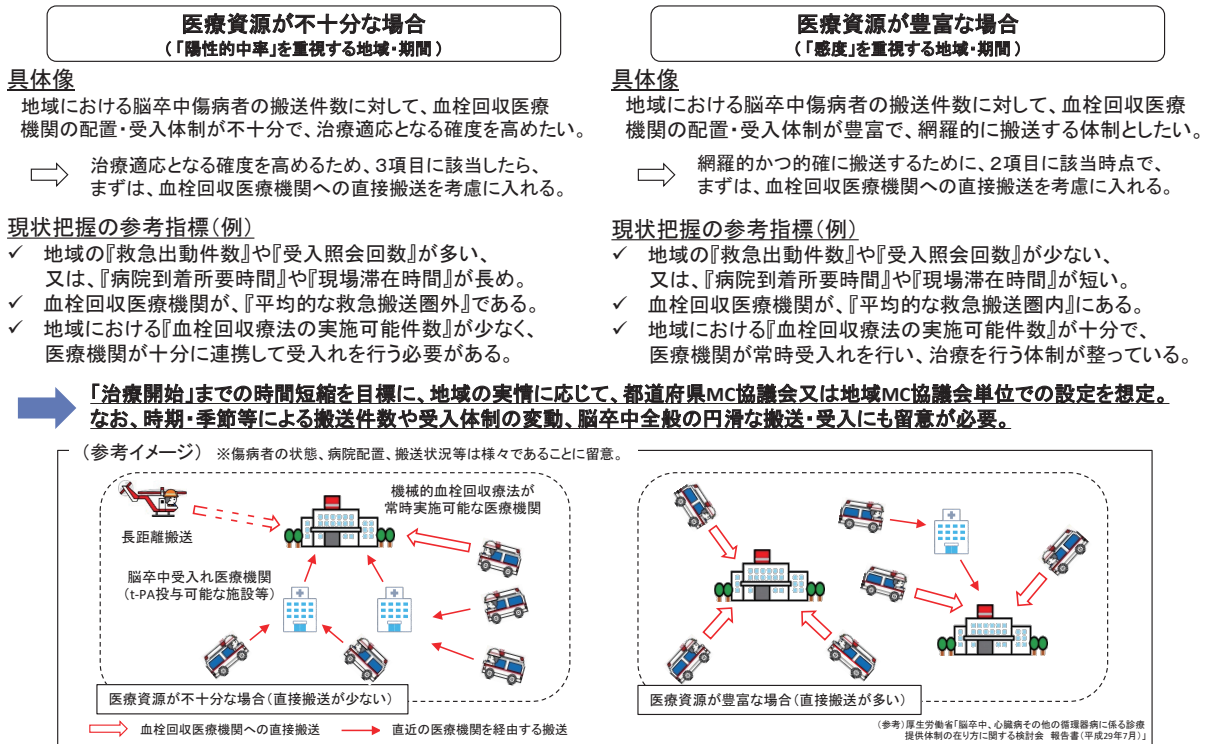 医療資源が不十分な場合
(「陽性的中率」を重視する地域・期間)
具体像
地域における脳卒中傷病者の搬送件数に対して、血栓回収医療
機関の配置・受入体制が不十分で、治療適応となる確度を高めたい。
治療適応となる確度を高めるため、3項目に該当したら、
まずは、血栓回収医療機関への直接搬送を考慮に入れる。
現状把握の参考指標(例)
✓ 地域の『救急出動件数』や『受入照会回数』が多い、
又は、『病院到着所要時間』や『現場滞在時間』が長め。
✓ 血栓回収医療機関が、『平均的な救急搬送圏外』である。
✓ 地域における『血栓回収療法の実施可能件数』が少なく、
医療機関が十分に連携して受入れを行う必要がある。
医療資源が豊富な場合
(「感度」を重視する地域・期間)
具体像
地域における脳卒中傷病者の搬送件数に対して、血栓回収医療
機関の配置・受入体制が豊富で、網羅的に搬送する体制としたい。
網羅的かつ的確に搬送するために、2項目に該当時点で、
まずは、血栓回収医療機関への直接搬送を考慮に入れる。
現状把握の参考指標(例)
✓ 地域の『救急出動件数』や『受入照会回数』が少ない、
又は、『病院到着所要時間』や『現場滞在時間』が短い。
✓ 血栓回収医療機関が、『平均的な救急搬送圏内』にある。
✓ 地域における『血栓回収療法の実施可能件数』が十分で、
医療機関が常時受入れを行い、治療を行う体制が整っている。
「治療開始」までの時間短縮を目標に、地域の実情に応じて、都道府県MC協議会又は地域MC協議会単位での設定を想定。
なお、時期・季節等による搬送件数や受入体制の変動、脳卒中全般の円滑な搬送・受入にも留意が必要。
(参考イメージ) ※傷病者の状態、病院配置、搬送状況等は様々であることに留意。
長距離搬送
機械的血栓回収療法が
常時実施可能な医療機関
脳卒中受入れ医療機関
(t-PA投与可能な施設等)
医療資源が不十分な場合(直接搬送が少ない)
医療資源が豊富な場合(直接搬送が多い)
血栓回収医療機関への直接搬送
直近の医療機関を経由する搬送
(参考)厚生労働省「脳卒中、心臓病その他の循環器病に係る診療
提供体制の在り方に関する検討会 報告書(平成29年7月)」